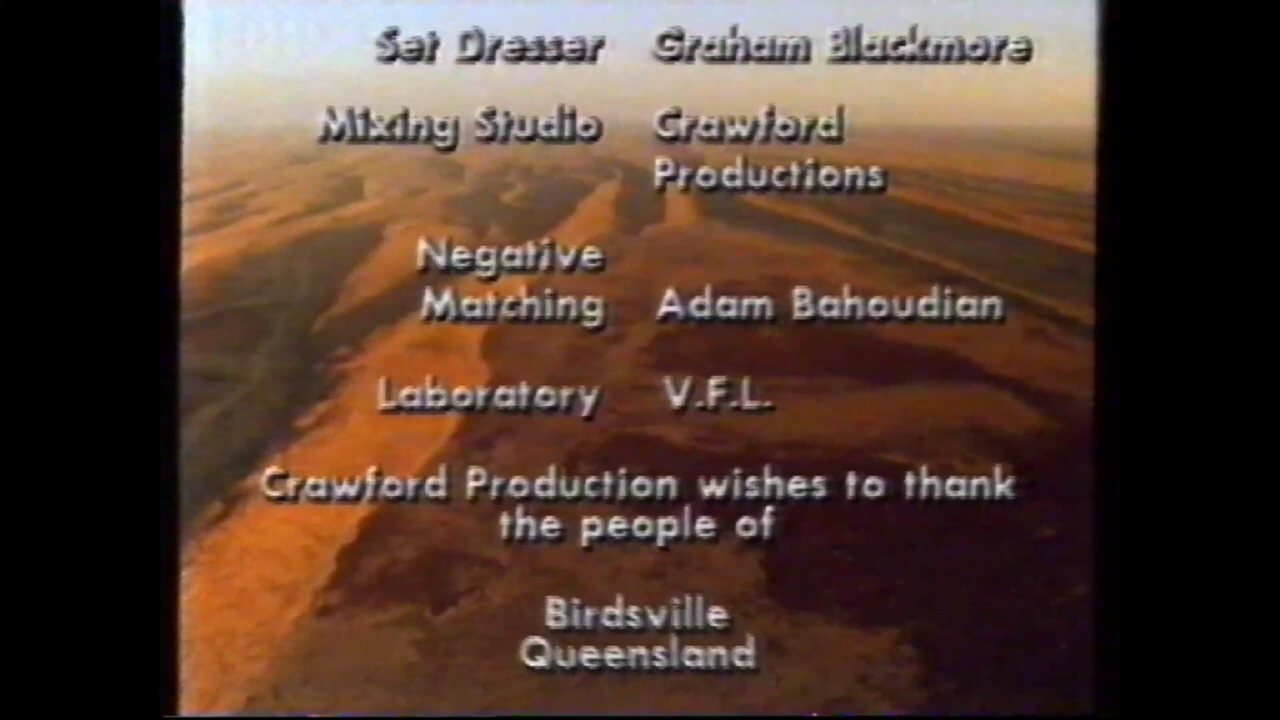 Set Dresser Graham Blackmore
Mixing Studio Crawford
Productions
Negative
Matching Adam Bahoudian
Laboratory V.F.L.
Crawford Production wishes to thank
the people of
Birdsville
Queensland